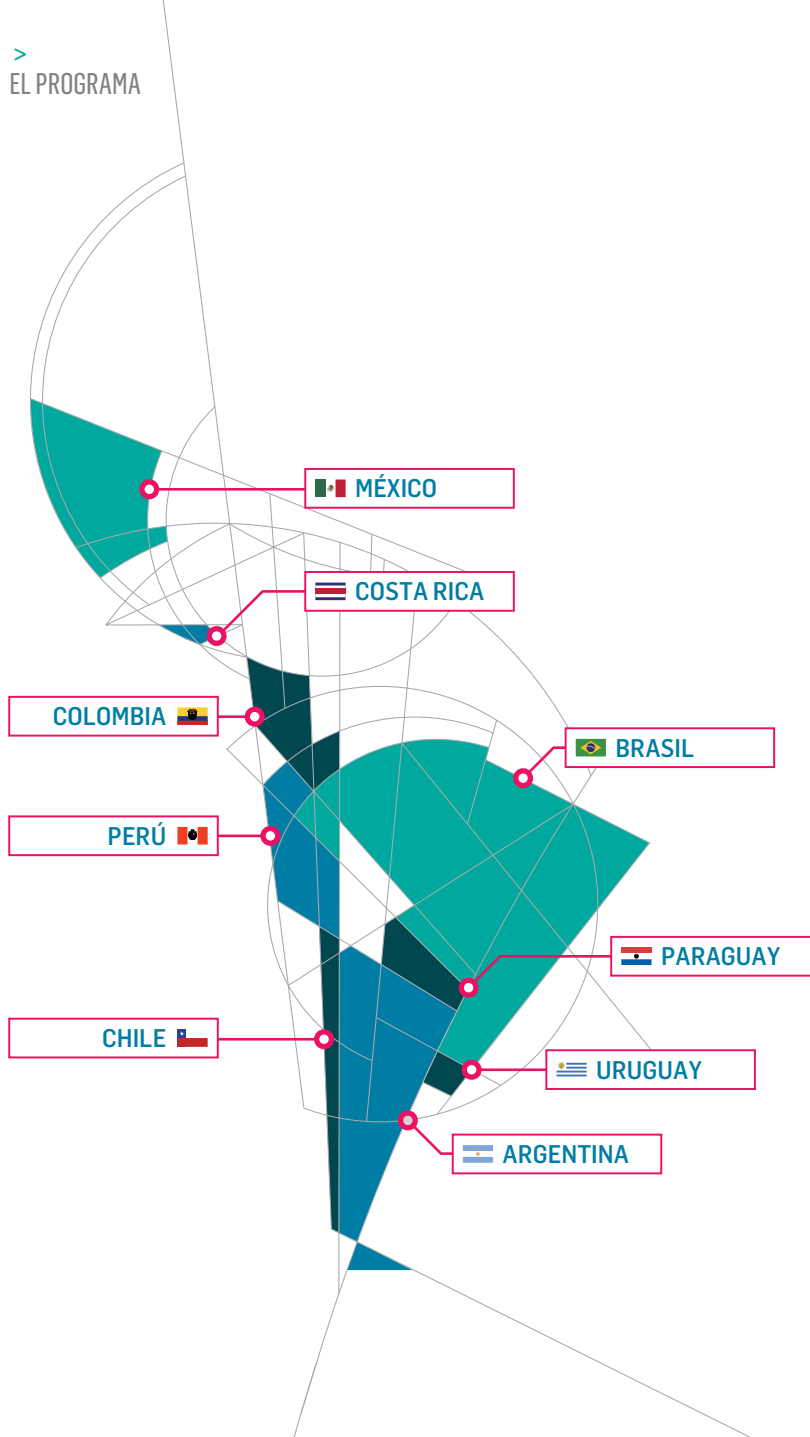 >
EL PROGRAMA
MÉXICO
COSTA RICA
COLOMBIA
BRASIL
PERÚ
PARAGUAY
CHILE
URUGUAY
ARGENTINA